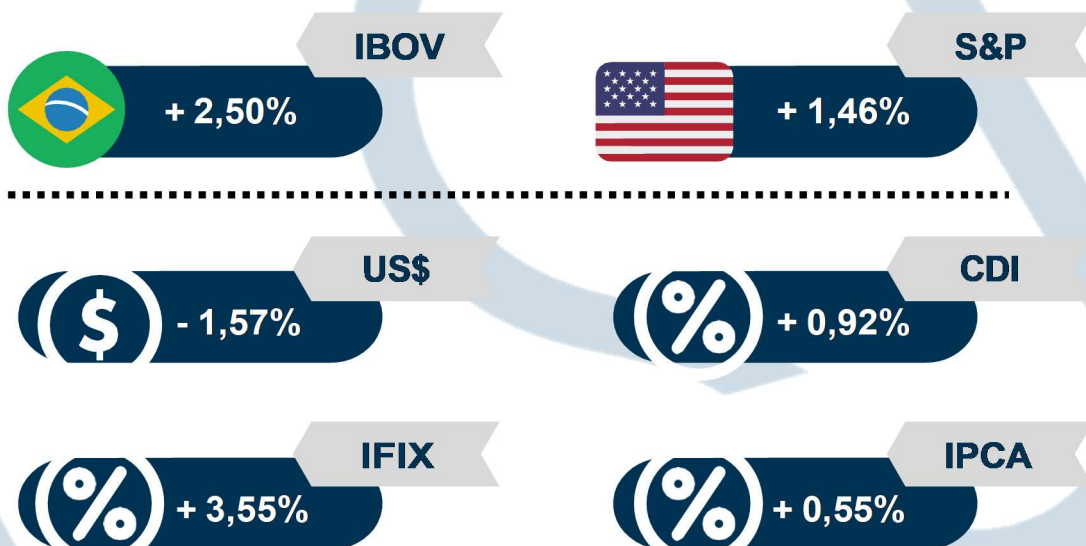 IBOV
+ 2,50%
S&P
+ 1,46%
US$
$ - 1,57%
CDI
% + 0,92%
IFIX
% + 3,55%
IPCA
% + 0,55%